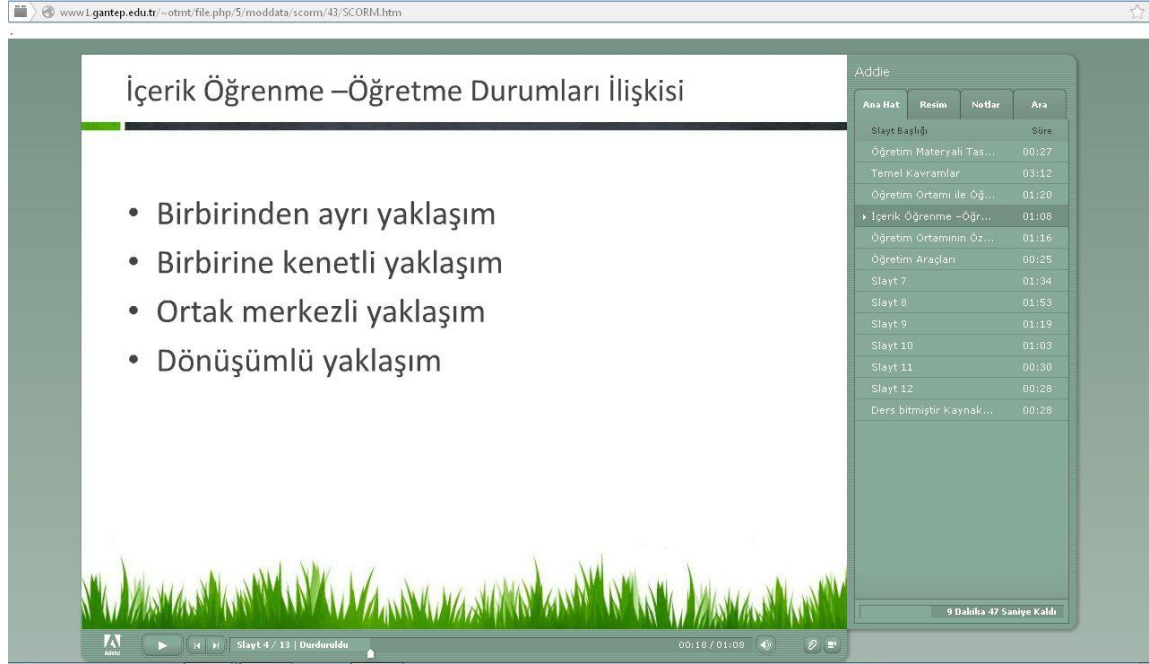 www1.gantep.edu.tr/~otmt/file.php/5/moddata/scorm/43/SCORM.htm
İçerik Öğrenme –Öğretme Durumları İlişkisi
• Birbirinden ayrı yaklaşım
• Birbirine kenetli yaklaşım
• Ortak merkezli yaklaşım
• Dönüşümlü yaklaşım
Addie
Ana Hat Resim Notlar Ara
Slayt Başlığı Süre
Öğretim Materyali Tas... 00:27
Temel Kavramlar 03:12
Öğretim Ortamı ile Öğ... 01:20
İçerik Öğrenme –Öğr... 01:08
Öğretim Ortamının Öz... 01:16
Öğretim Araçları 00:25
Slayt 7 01:34
Slayt 8 01:53
Slayt 9 01:19
Slayt 10 01:03
Slayt 11 00:30
Slayt 12 00:28
Ders bitmiştir Kaynak... 00:28
9 Dakika 47 Saniye Kaldı
Adobe
Slayt 4 / 13 | Durduruldu
00:18 / 01:08